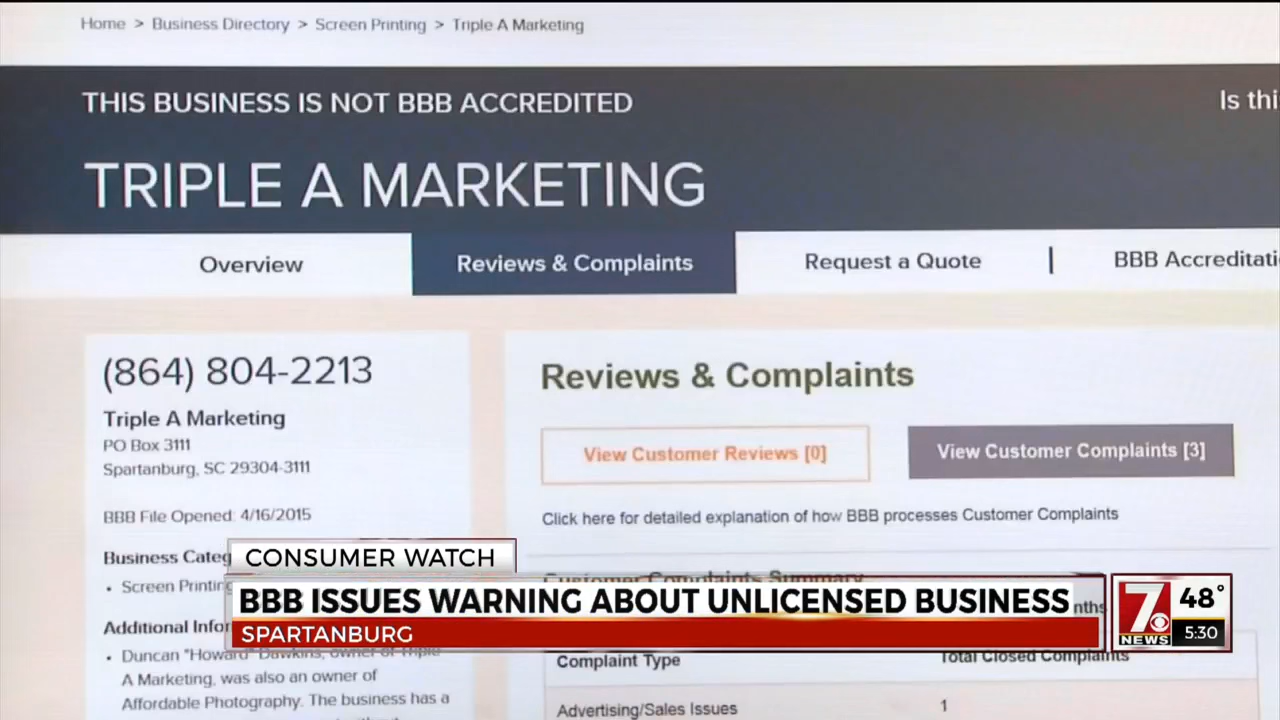 Home > Business Directory > Screen Printing > Triple A Marketing
THIS BUSINESS IS NOT BBB ACCREDITED
Is thi
TRIPLE A MARKETING
Overview
Reviews & Complaints
Request a Quote
BBB Accreditati
(864) 804-2213
Triple A Marketing
PO Box 3111
Spartanburg, SC 29304-3111
BBB File Opened: 4/16/2015
Business Categ
• Screen Printing
Additional Infor
• Duncan "Howard" Dawkins, owner of Triple
A Marketing, was also an owner of
Affordable Photography. The business has a
Reviews & Complaints
View Customer Reviews [0]
View Customer Complaints [3]
Click here for detailed explanation of how BBB processes Customer Complaints
Customer Complaints Summary
nths
Complaint Type
Total Closed Complaints
Advertising/Sales Issues
1
CONSUMER WATCH
BBB ISSUES WARNING ABOUT UNLICENSED BUSINESS
SPARTANBURG
7
NEWS
48°
5:30